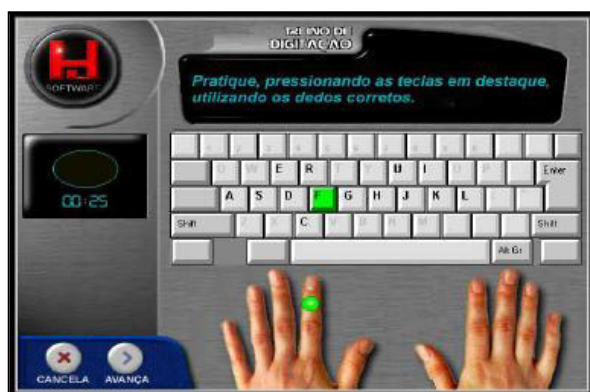 TREINO DE
DIGITAÇÃO
HJ
SOFTWARE
Pratique, pressionando as teclas em destaque,
utilizando os dedos corretos.
E R U I Enter
A S D F G H J K L
Shift C Shift
Alt Gr
00:25
CANCELA AVANÇA